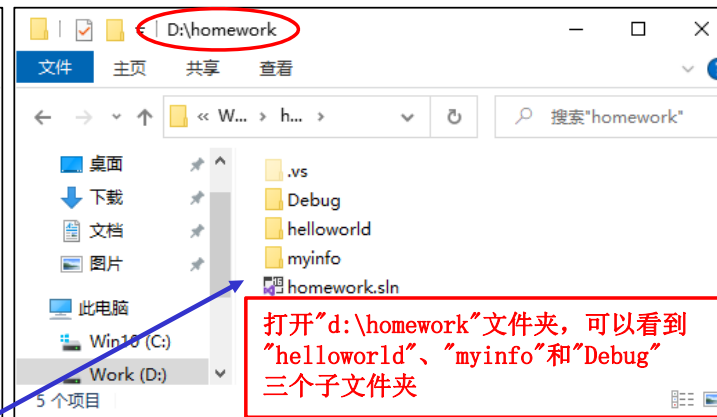 D:\homework
文件 主页 共享 查看
« W... › h... ›
搜索"homework"
桌面
下载
文档
图片
此电脑
Win10 (C:)
Work (D:)
.vs
Debug
helloworld
myinfo
homework.sln
打开"d:\homework"文件夹，可以看到
"helloworld"、"myinfo"和"Debug"
三个子文件夹
5 个项目